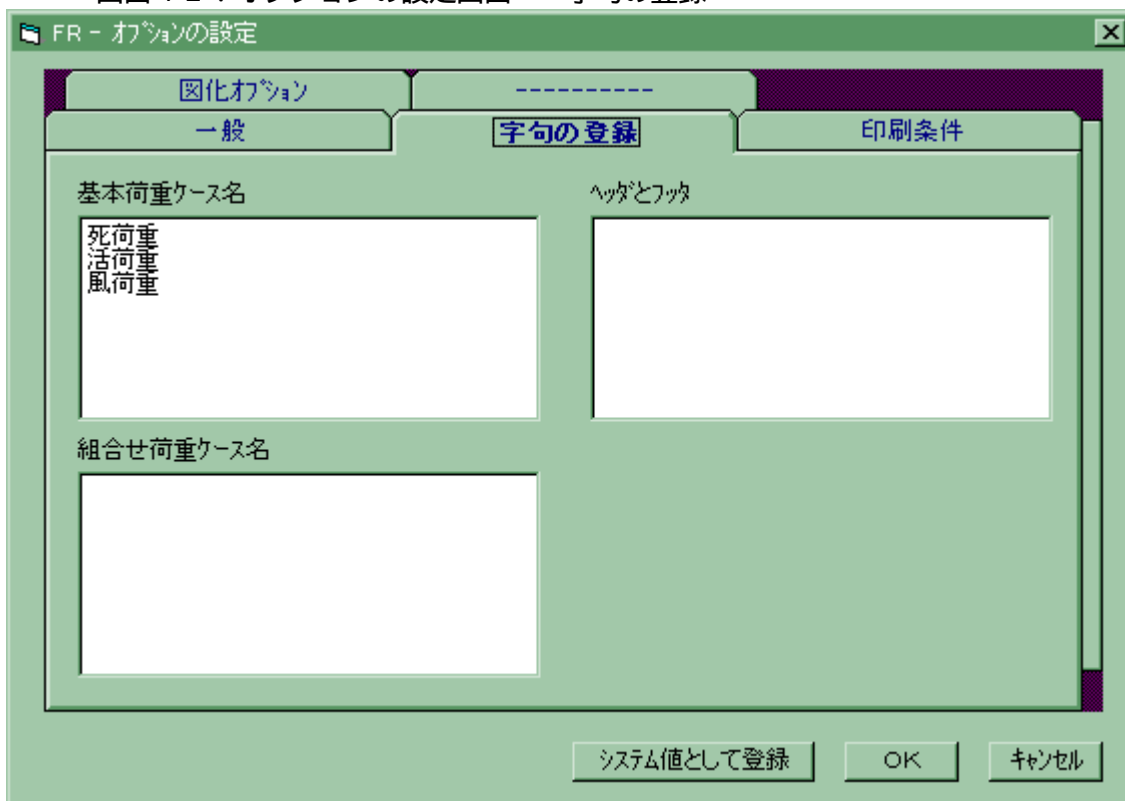 FR - ｵﾌﾟｼｮﾝの設定
図化ｵﾌﾟｼｮﾝ
----------
一般
字句の登録
印刷条件
基本荷重ｹｰｽ名
ﾍｯﾀﾞとﾌｯﾀ
死荷重
活荷重
風荷重
組合せ荷重ｹｰｽ名
ｼｽﾃﾑ値として登録
OK
ｷｬﾝｾﾙ